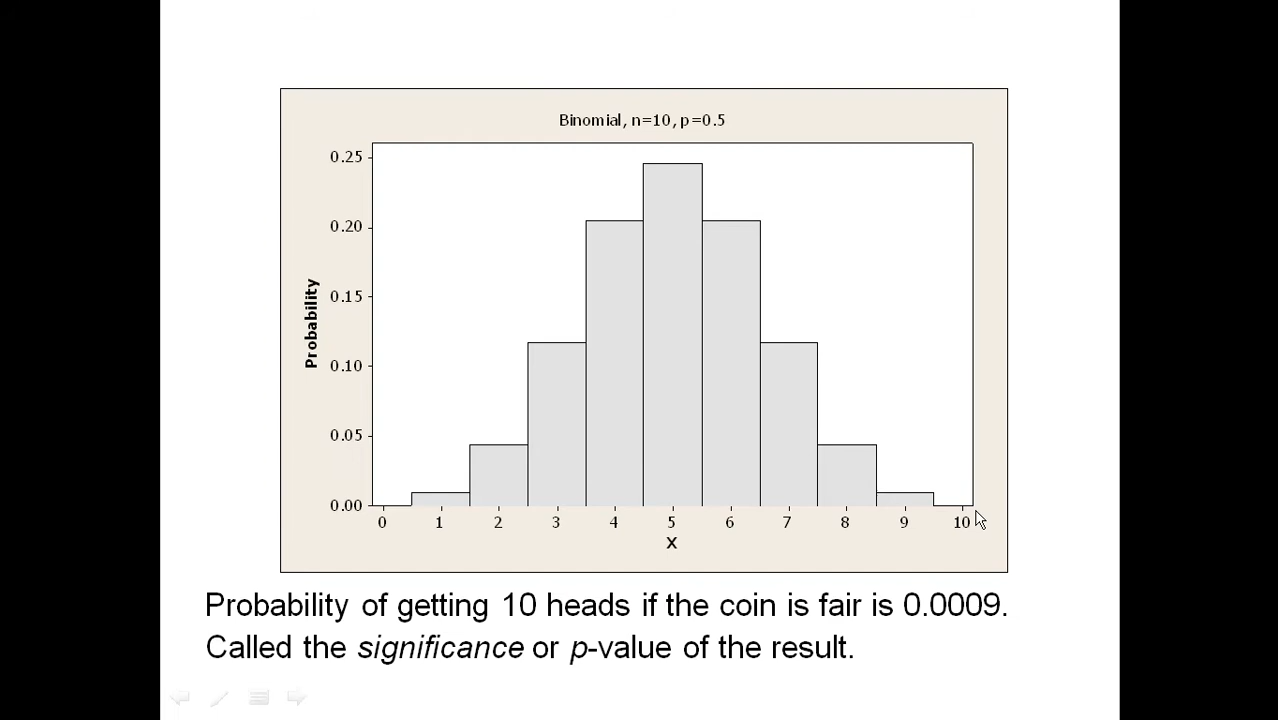 Binomial, n=10, p=0.5
0.25
0.20
0.15
0.10
0.05
0.00
Probability
0 1 2 3 4 5 6 7 8 9 10
X
Probability of getting 10 heads if the coin is fair is 0.0009.
Called the significance or p-value of the result.